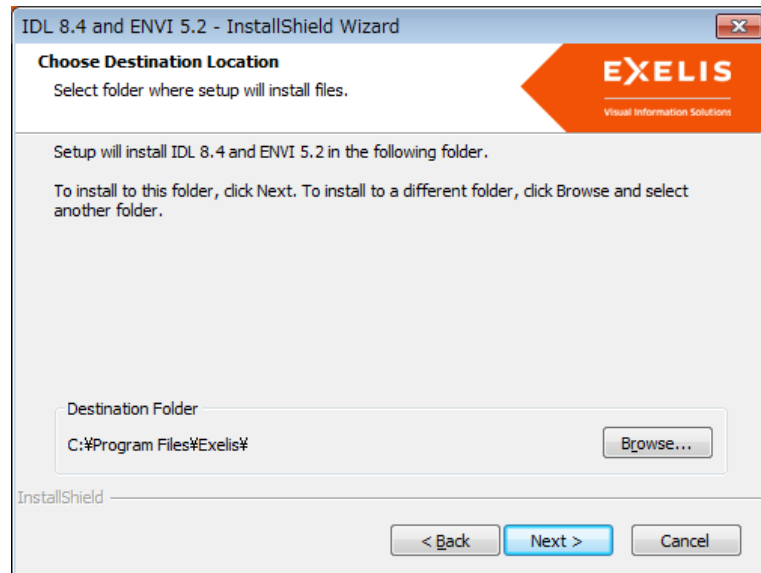 IDL 8.4 and ENVI 5.2 - InstallShield Wizard
Choose Destination Location
Select folder where setup will install files.
EXELIS
Visual Information Solutions
Setup will install IDL 8.4 and ENVI 5.2 in the following folder.
To install to this folder, click Next. To install to a different folder, click Browse and select
another folder.
Destination Folder
C:¥Program Files¥Exelis¥
Browse...
InstallShield
< Back
Next >
Cancel